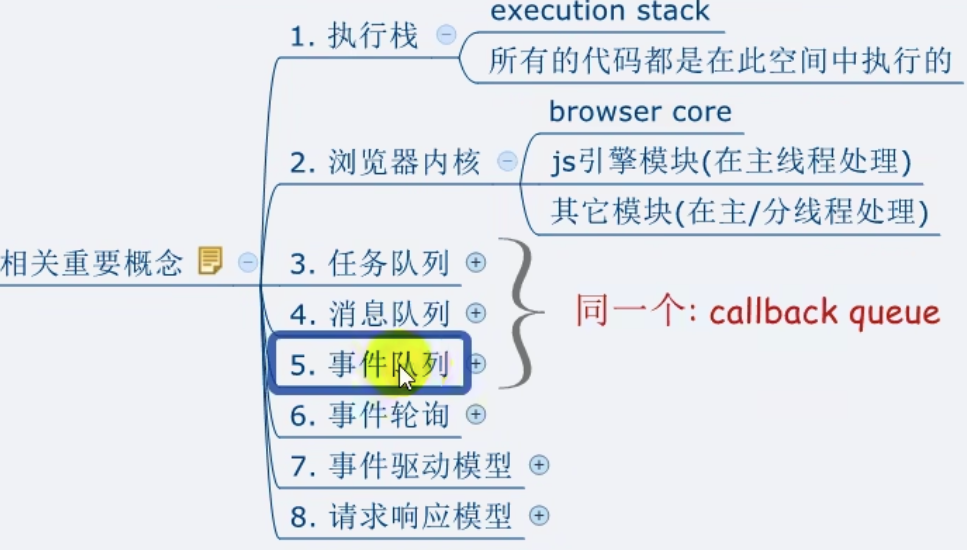 execution stack
1. 执行栈
所有的代码都是在此空间中执行的
browser core
2. 浏览器内核
js引擎模块(在主线程处理)
其它模块(在主/分线程处理)
相关重要概念
3. 任务队列
4. 消息队列
同一个: callback queue
5. 事件队列
6. 事件轮询
7. 事件驱动模型
8. 请求响应模型